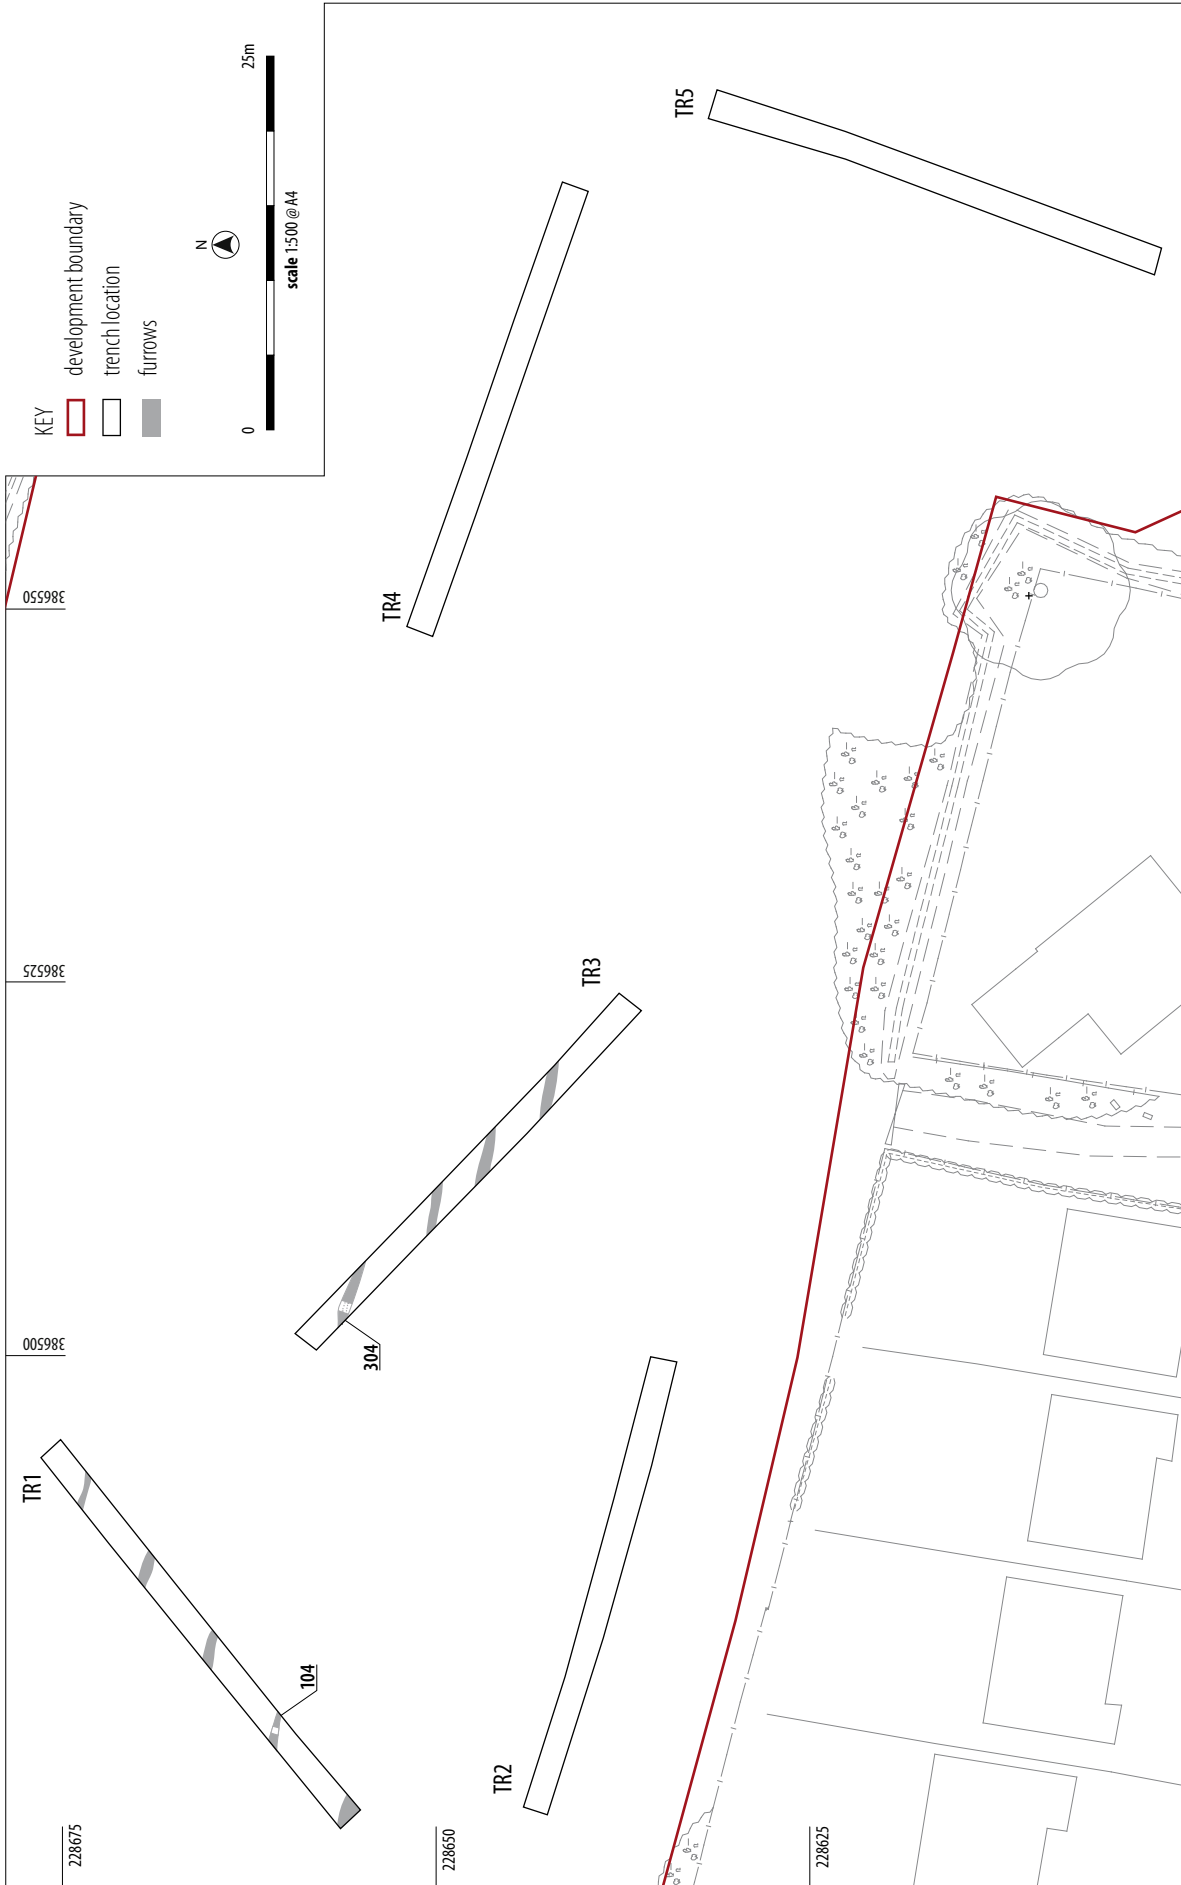 KEY
development boundary
trench location
furrows
N
0
25m
scale 1:500 @ A4
TR5
TR4
TR3
304
TR1
104
TR2
386550
386525
386500
228675
228650
228625